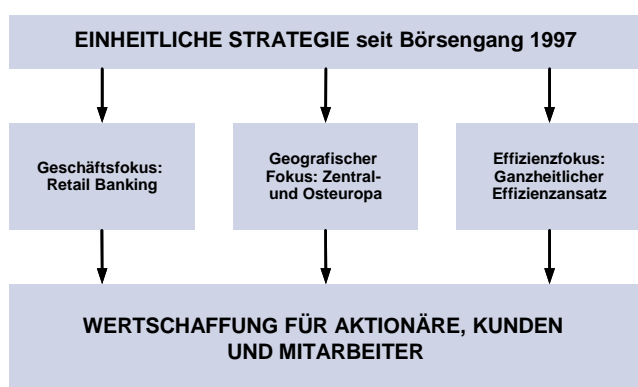 EINHEITLICHE STRATEGIE seit Börsengang 1997
Geschäftsfokus:
Retail Banking
Geografischer
Fokus: Zentral-
und Osteuropa
Effizienzfokus:
Ganzheitlicher
Effizienzansatz
WERTSCHAFFUNG FÜR AKTIONÄRE, KUNDEN
UND MITARBEITER